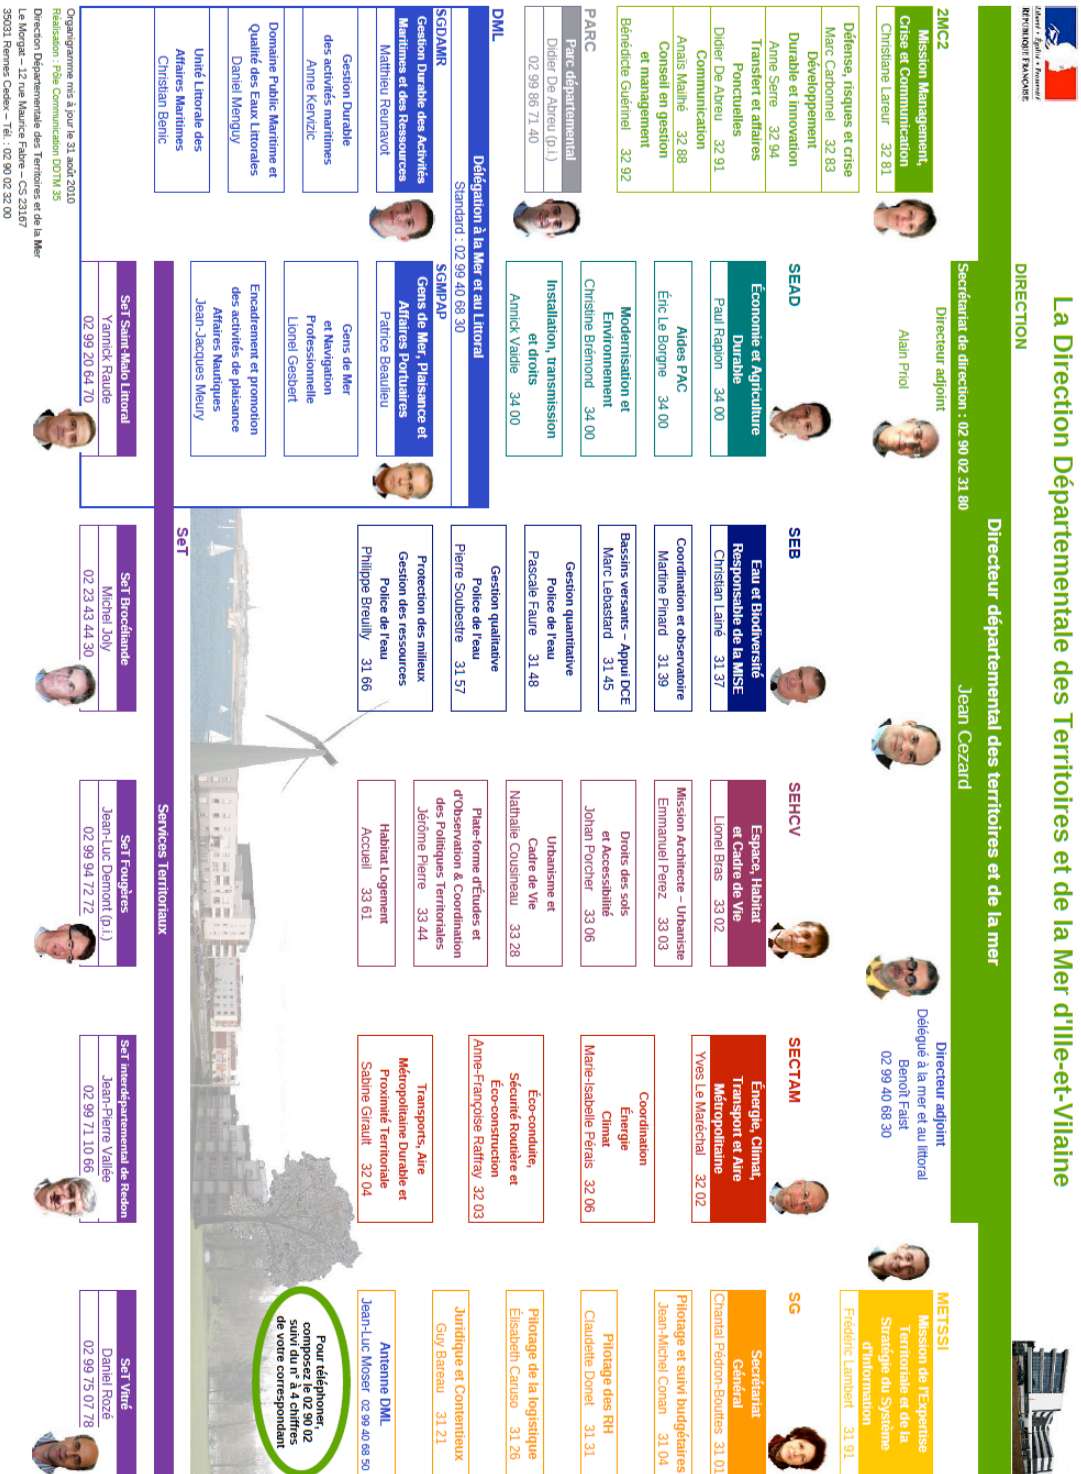 Liberté • Égalité • Fraternité
RÉPUBLIQUE FRANÇAISE
La Direction Départementale des Territoires et de la Mer d'Ille-et-Vilaine
DIRECTION
Directeur départemental des territoires et de la mer
Jean Cezard
Secrétariat de direction : 02 90 02 31 80
Directeur adjoint
Alain Priol
Directeur adjoint
Délégué à la mer et au littoral
Benoît Faist
02 99 40 68 30
2MC2
Mission Management,
Crise et Communication
Christiane Lareur 32 81
Défense, risques et crise
Marc Carbonnel 32 83
Développement
Durable et innovation
Anne Serre 32 94
Transfert et affaires
Ponctuelles
Didier De Abreu 32 91
Communication
Anaïs Mailhé 32 88
Conseil en gestion
et management
Bénédicte Guérinel 32 92
PARC
Parc départemental
Didier De Abreu (p.i.)
02 99 86 71 40
METSSI
Mission de l'Expertise
Territoriale et de la
Stratégie du Système
d'Information
Frédéric Lambert 31 91
SEAD
Économie et Agriculture
Durable
Paul Rapion 34 00
Aides PAC
Éric Le Borgne 34 00
Modernisation et
Environnement
Christine Brémond 34 00
Installation, transmission
et droits
Annick Vaidie 34 00
SEB
Eau et Biodiversité
Responsable de la MISE
Christian Lainé 31 37
Coordination et observatoire
Martine Pinard 31 39
Bassins versants – Appui DCE
Marc Lebastard 31 45
Gestion quantitative
Police de l'eau
Pascale Faure 31 48
Gestion qualitative
Police de l'eau
Pierre Soubestre 31 57
Protection des milieux
Gestion des ressources
Police de l'eau
Philippe Breuilly 31 66
SEHCV
Espace, Habitat
et Cadre de Vie
Lionel Bras 33 02
Mission Architecte – Urbaniste
Emmanuel Perez 33 03
Droits des sols
et Accessibilité
Johan Porcher 33 06
Urbanisme et
Cadre de Vie
Nathalie Cousineau 33 28
Plate-forme d'Études et
d'Observation & Coordination
des Politiques Territoriales
Jérôme Pierre 33 44
Habitat Logement
Accueil 33 61
SECTAM
Énergie, Climat,
Transport et Aire
Métropolitaine
Yves Le Maréchal 32 02
Coordination
Énergie
Climat
Marie-Isabelle Pérais 32 06
Éco-conduite,
Sécurité Routière et
Éco-construction
Anne-Françoise Raffray 32 03
Transports, Aire
Métropolitaine Durable et
Proximité Territoriale
Sabine Girault 32 04
SG
Secrétariat
Général
Chantal Pédron-Bouttes 31 01
Pilotage et suivi budgétaires
Jean-Michel Conan 31 04
Pilotage des RH
Claudette Donet 31 31
Pilotage de la logistique
Élisabeth Caruso 31 26
Juridique et Contentieux
Guy Bareau 31 21
Antenne DML
Jean-Luc Moser 02 99 40 68 50
Pour téléphoner,
composez le 02 90 02
suivi du n° à 4 chiffres
de votre correspondant
DML
Délégation à la Mer et au Littoral
Standard : 02 99 40 68 30
SGDAMR
Gestion Durable des Activités
Maritimes et des Ressources
Matthieu Reunavot
Gestion Durable
des activités maritimes
Anne Kervizic
Domaine Public Maritime et
Qualité des Eaux Littorales
Daniel Menguy
Unité Littorale des
Affaires Maritimes
Christian Benic
SGMPAP
Gens de Mer, Plaisance et
Affaires Portuaires
Patrice Beaulieu
Gens de Mer
et Navigation
Professionnelle
Lionel Gesbert
Encadrement et promotion
des activités de plaisance
Affaires Nautiques
Jean-Jacques Meury
SeT
Services Territoriaux
SeT Saint-Malo Littoral
Yannick Raude
02 99 20 64 70
SeT Brocéliande
Michel Joly
02 23 43 44 30
SeT Fougères
Jean-Luc Demont (p.i.)
02 99 94 72 72
SeT interdépartemental de Redon
Jean-Pierre Vallée
02 99 71 10 66
SeT Vitré
Daniel Rozé
02 99 75 07 78
Organigramme mis à jour le 31 août 2010
Réalisation : Pôle Communication DDTM 35
Direction Départementale des Territoires et de la Mer
Le Morgat – 12 rue Maurice Fabre – CS 23167
35031 Rennes Cedex – Tél. : 02 90 02 32 00